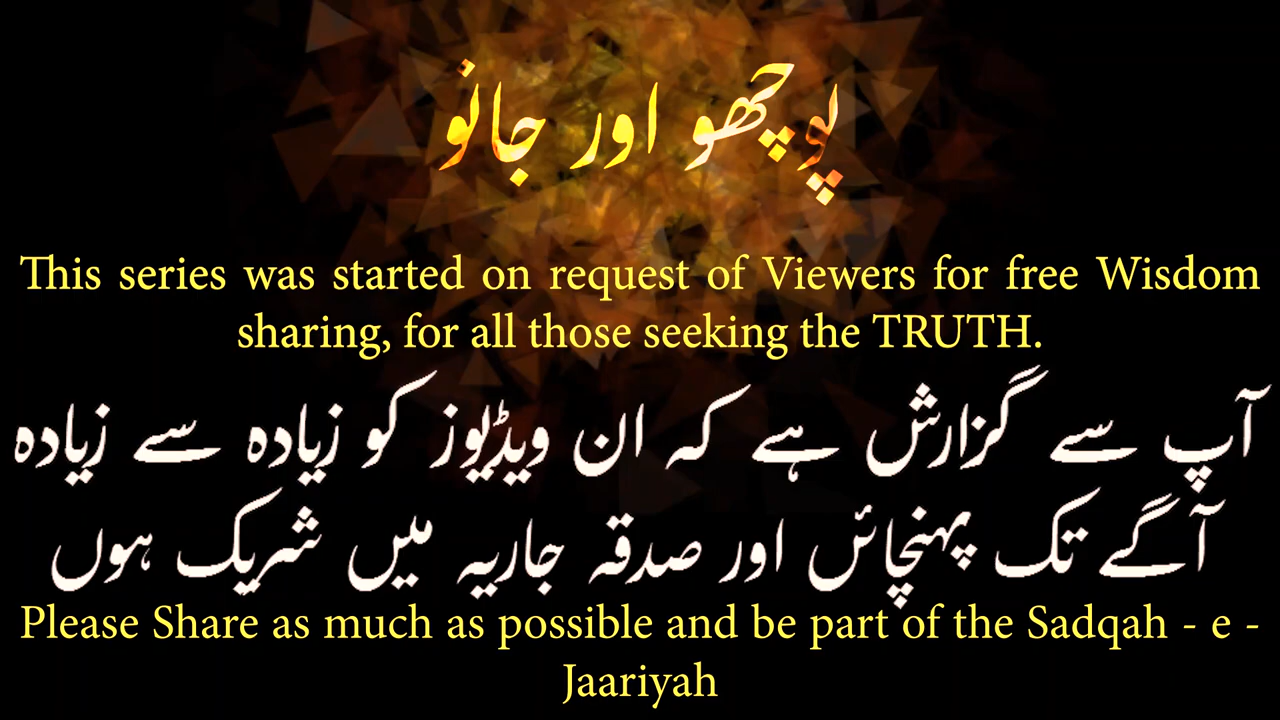 پوچھو اور جانو
This series was started on request of Viewers for free Wisdom
sharing, for all those seeking the TRUTH.
آپ سے گزارش ہے کہ ان ویڈیوز کو زیادہ سے زیادہ
آگے تک پہنچائں اور صدقہ جاریہ میں شریک ہوں
Please Share as much as possible and be part of the Sadqah - e -
Jaariyah